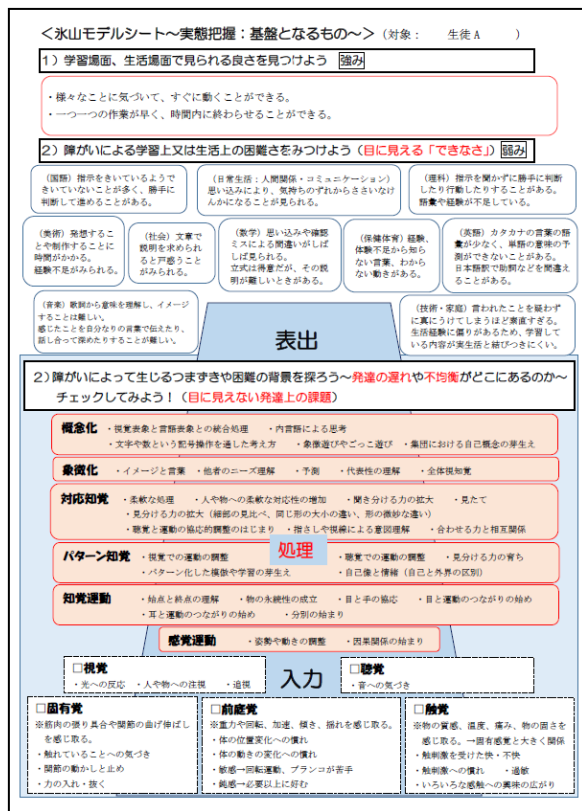 ＜氷山モデルシート～実態把握：基盤となるもの～＞（対象：　生徒A　）
１）学習場面、生活場面で見られる良さを見つけよう　強み
・様々なことに気づいて、すぐに動くことができる。
・一つ一つの作業が早く、時間内に終わらせることができる。
２）障がいによる学習上又は生活上の困難さをみつけよう（目に見える「できなさ」）弱み
（国語）指示をきいているようで
きいていないことが多く、勝手に
判断して進めることがある。
（日常生活：人間関係・コミュニケーション）
思い込みにより、気持ちのずれからささいなけ
んかになることが見られる。
（理科）指示を聞かずに勝手に判断
したり行動したりすることがある。
語彙や経験が不足している。
（美術）発想するこ
とや制作することに
時間がかかる。
経験不足がみられる。
（社会）文章で
説明を求められ
ると戸惑うこと
がみられる。
（数学）思い込みや確認
ミスによる間違いがしば
しば見られる。
立式は得意だが、その説
明が難しいときがある。
（保健体育）経験、
体験不足から知ら
ない言葉、わから
ない動きがある。
（英語）カタカナの言葉の語
彙が少なく、単語の意味の予
測ができないことがある。
日本語訳で助詞などを間違え
ることがある。
（音楽）歌詞から意味を理解し、イメージ
することは難しい。
感じたことを自分なりの言葉で伝えたり、
話し合って深めたりすることが難しい。
（技術・家庭）言われたことを疑わず
に真にうけてしまうほど素直すぎる。
生活経験に偏りがあるため、学習して
いる内容が実生活と結びつきにくい。
表出
２）障がいによって生じるつまずきや困難の背景を探ろう～発達の遅れや不均衡がどこにあるのか～
チェックしてみよう！（目に見えない発達上の課題）
概念化　・視覚表象と言語表象との統合処理　・内言語による思考
・文字や数という記号操作を通した考え方　・象徴遊びやごっこ遊び　・集団における自己概念の芽生え
象徴化　・イメージと言葉　・他者のニーズ理解　・予測　・代表性の理解　・全体視知覚
対応知覚　・柔軟な処理　・人や物への柔軟な対応性の増加　・聞き分ける力の拡大　・見たて
・見分ける力の拡大（細部の見比べ、同じ形の大小の違い、形の微妙な違い）
・聴覚と運動の協応的調整のはじまり　・指さしや視線による意図理解　・合わせる力と相互関係
処理
パターン知覚　・視覚での運動の調整　・聴覚での運動の調整　・見分ける力の育ち
・パターン化した模倣や学習の芽生え　・自己像と情緒（自己と外界の区別）
知覚運動　・始点と終点の理解　・物の永続性の成立　・目と手の協応　・目と運動のつながりの始め
・耳と運動のつながりの始め　・分別の始まり
感覚運動　・姿勢や動きの調整　・因果関係の始まり
□視覚
・光への反応　・人や物への注視　・追視
入力
□聴覚
・音への気づき
□固有覚
※筋肉の張り具合や関節の曲げ伸ばし
を感じ取る。
・触れていることへの気づき
・関節の動かしと止め
・力の入れ・抜く
□前庭覚
※重力や回転、加速、傾き、揺れを感じ取る。
・体の位置変化への慣れ
・体の動きの変化への慣れ
・敏感→回転運動、ブランコが苦手
・鈍感→必要以上に好む
□触覚
※物の質感、温度、痛み、物の固さを
感じ取る。→固有感覚と大きく関係
・触刺激を受けた快・不快
・触刺激への慣れ　・過敏
・いろいろな感触への興味の広がり